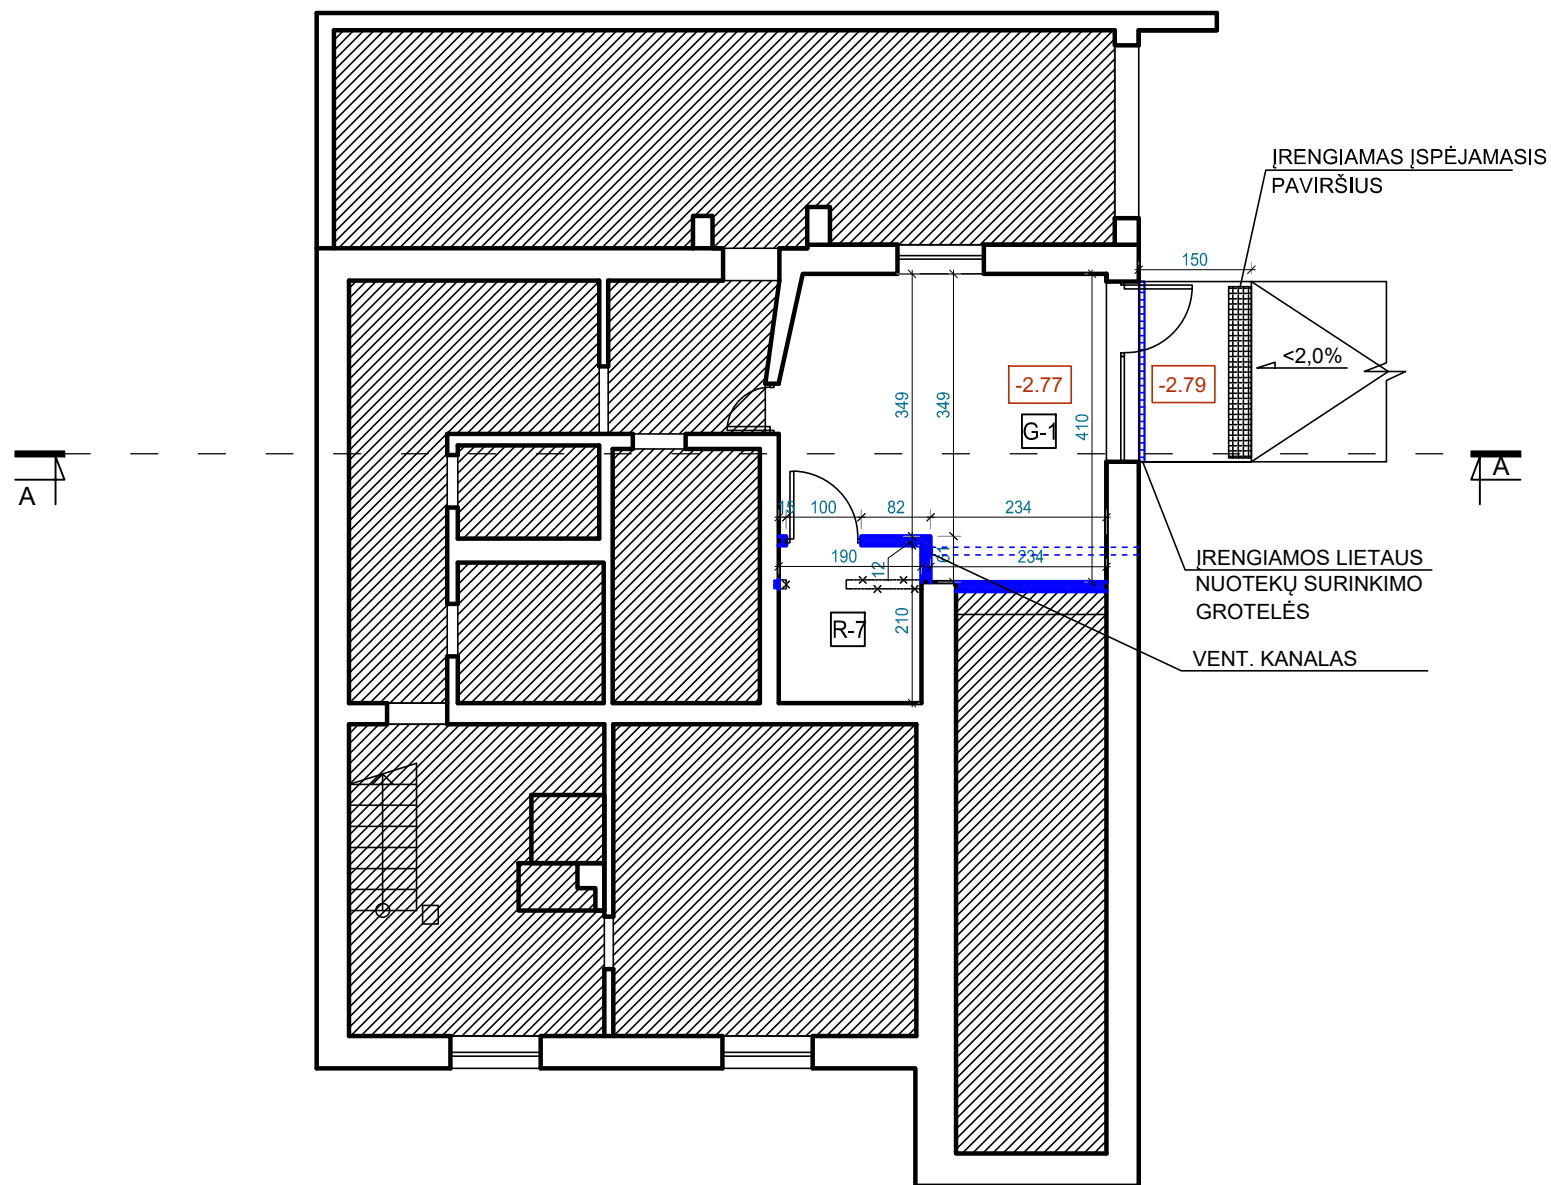 ĮRENGIAMAS ĮSPĖJAMASIS
PAVIRŠIUS
150
<2,0%
-2.77
-2.79
349
349
410
G-1
A
A
15
100
82
234
190
12
61
234
ĮRENGIAMOS LIETAUS
NUOTEKŲ SURINKIMO
GROTELĖS
R-7
210
VENT. KANALAS